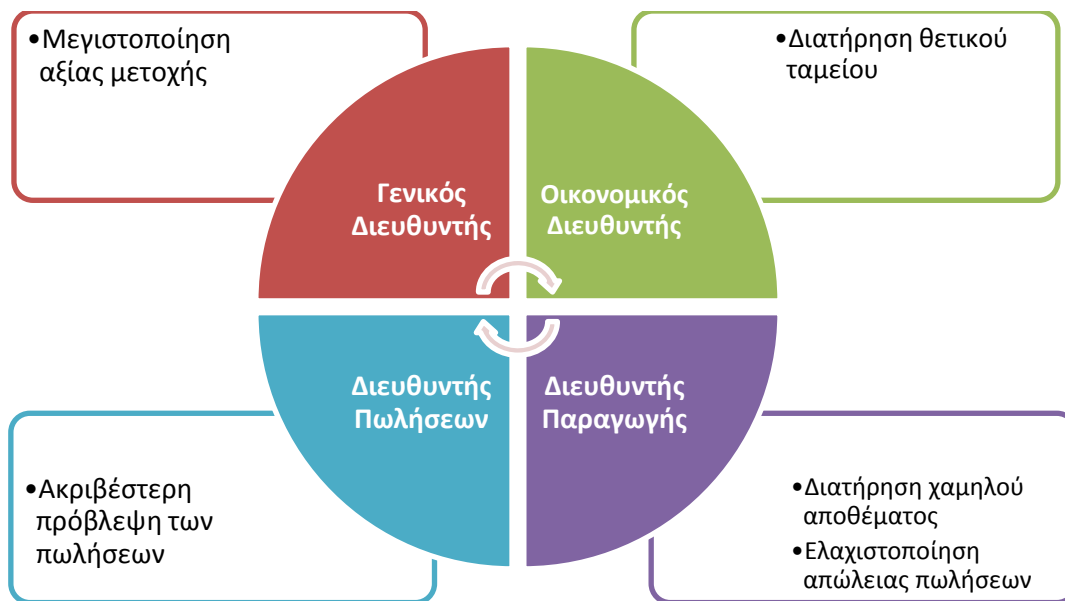 •Μεγιστοποίηση
αξίας μετοχής
•Διατήρηση θετικού
ταμείου
Γενικός
Διευθυντής
Οικονομικός
Διευθυντής
Διευθυντής
Πωλήσεων
Διευθυντής
Παραγωγής
•Ακριβέστερη
πρόβλεψη των
πωλήσεων
•Διατήρηση χαμηλού
αποθέματος
•Ελαχιστοποίηση
απώλειας πωλήσεων